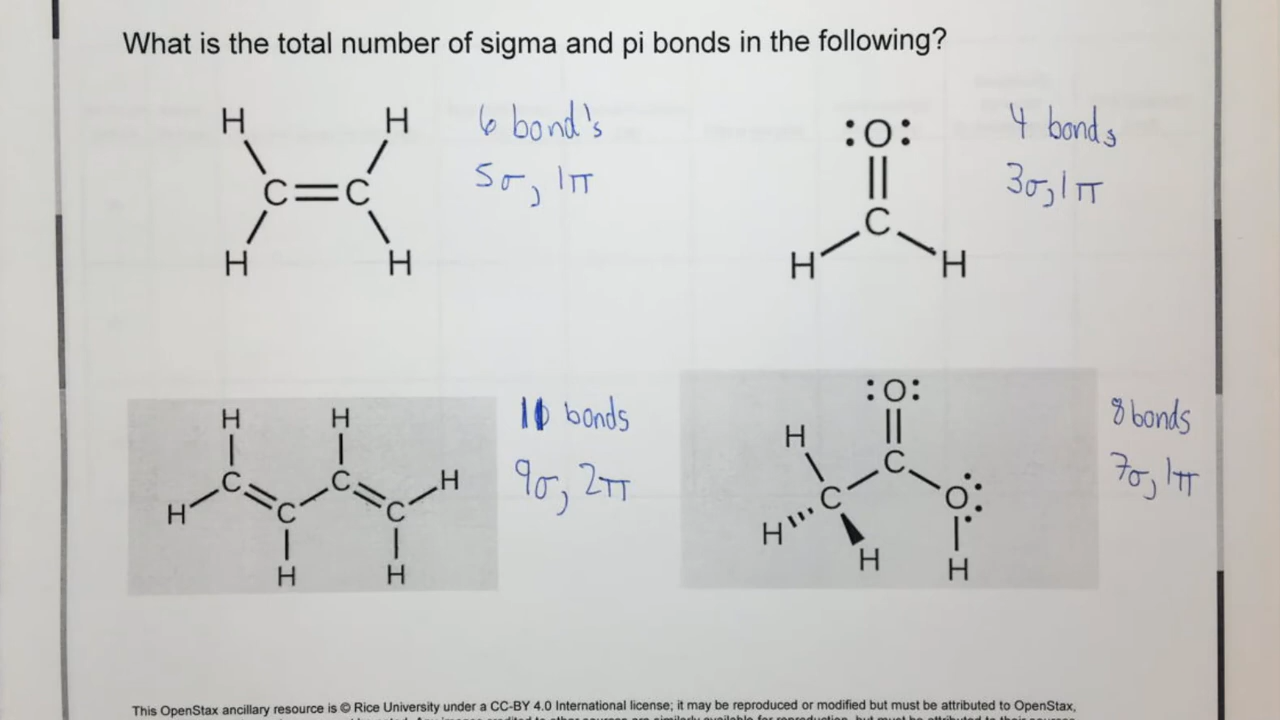 What is the total number of sigma and pi bonds in the following?
H H
C=C
H H
6 bond's
5σ, 1π
:O:
C
H H
4 bonds
3σ, 1π
H H
C C H
H C C
H H
bonds
9σ, 2π
:O:
H C
C O:
H H H
8 bonds
7σ, 1π
This OpenStax ancillary resource is © Rice University under a CC-BY 4.0 International license; it may be reproduced or modified but must be attributed to OpenStax,